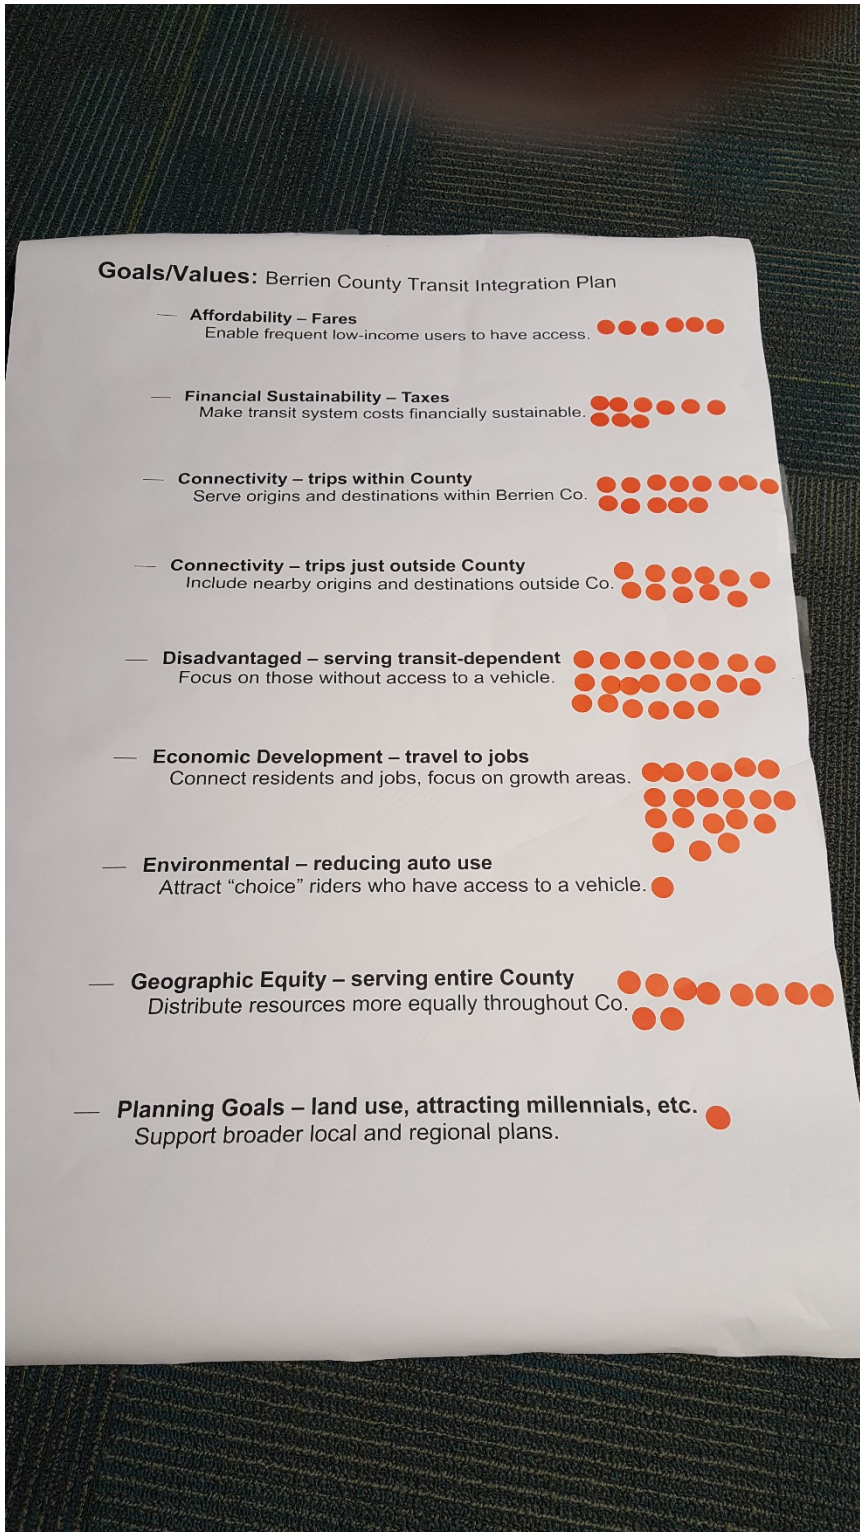 Goals/Values: Berrien County Transit Integration Plan
— Affordability – Fares
Enable frequent low-income users to have access.
— Financial Sustainability – Taxes
Make transit system costs financially sustainable.
— Connectivity – trips within County
Serve origins and destinations within Berrien Co.
— Connectivity – trips just outside County
Include nearby origins and destinations outside Co.
— Disadvantaged – serving transit-dependent
Focus on those without access to a vehicle.
— Economic Development – travel to jobs
Connect residents and jobs, focus on growth areas.
— Environmental – reducing auto use
Attract “choice” riders who have access to a vehicle.
— Geographic Equity – serving entire County
Distribute resources more equally throughout Co.
— Planning Goals – land use, attracting millennials, etc.
Support broader local and regional plans.